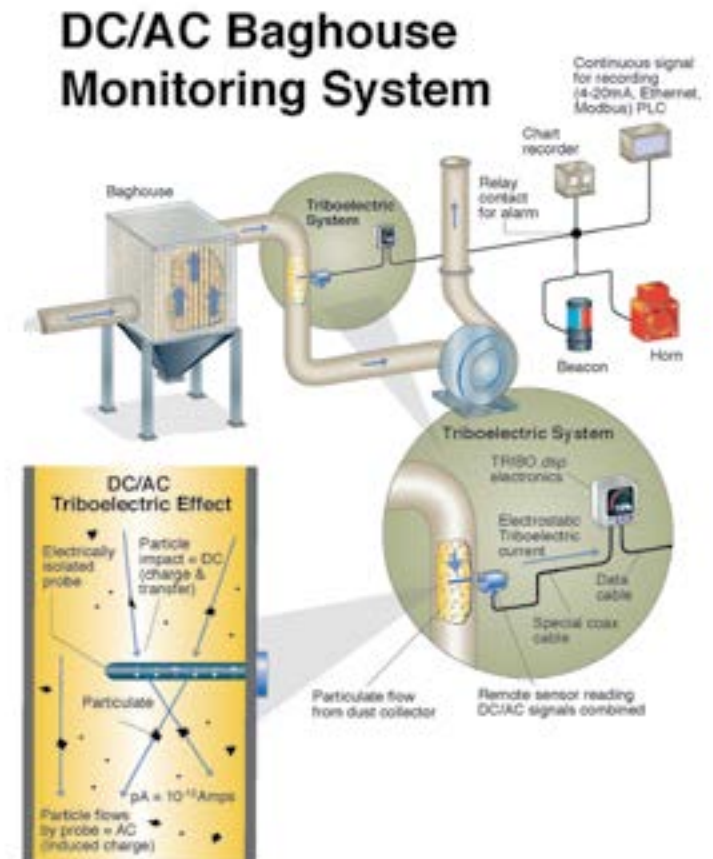 DC/AC Baghouse
Monitoring System
Continuous signal
for recording
(4-20mA, Ethernet,
Modbus) PLC
Chart
recorder
Baghouse
Triboelectric
System
Relay
contact
for alarm
Beacon
Horn
Triboelectric System
TRIBO.dsp
electronics
Electrostatic
Triboelectric
current
Data
cable
Special coax
cable
Particulate flow
from dust collector
Remote sensor reading
DC/AC signals combined
DC/AC
Triboelectric Effect
Electrically
isolated
probe
Particle
impact = DC
(charge &
transfer)
Particulate
pA = 10⁻¹² Amps
Particle flows
by probe = AC
(induced charge)